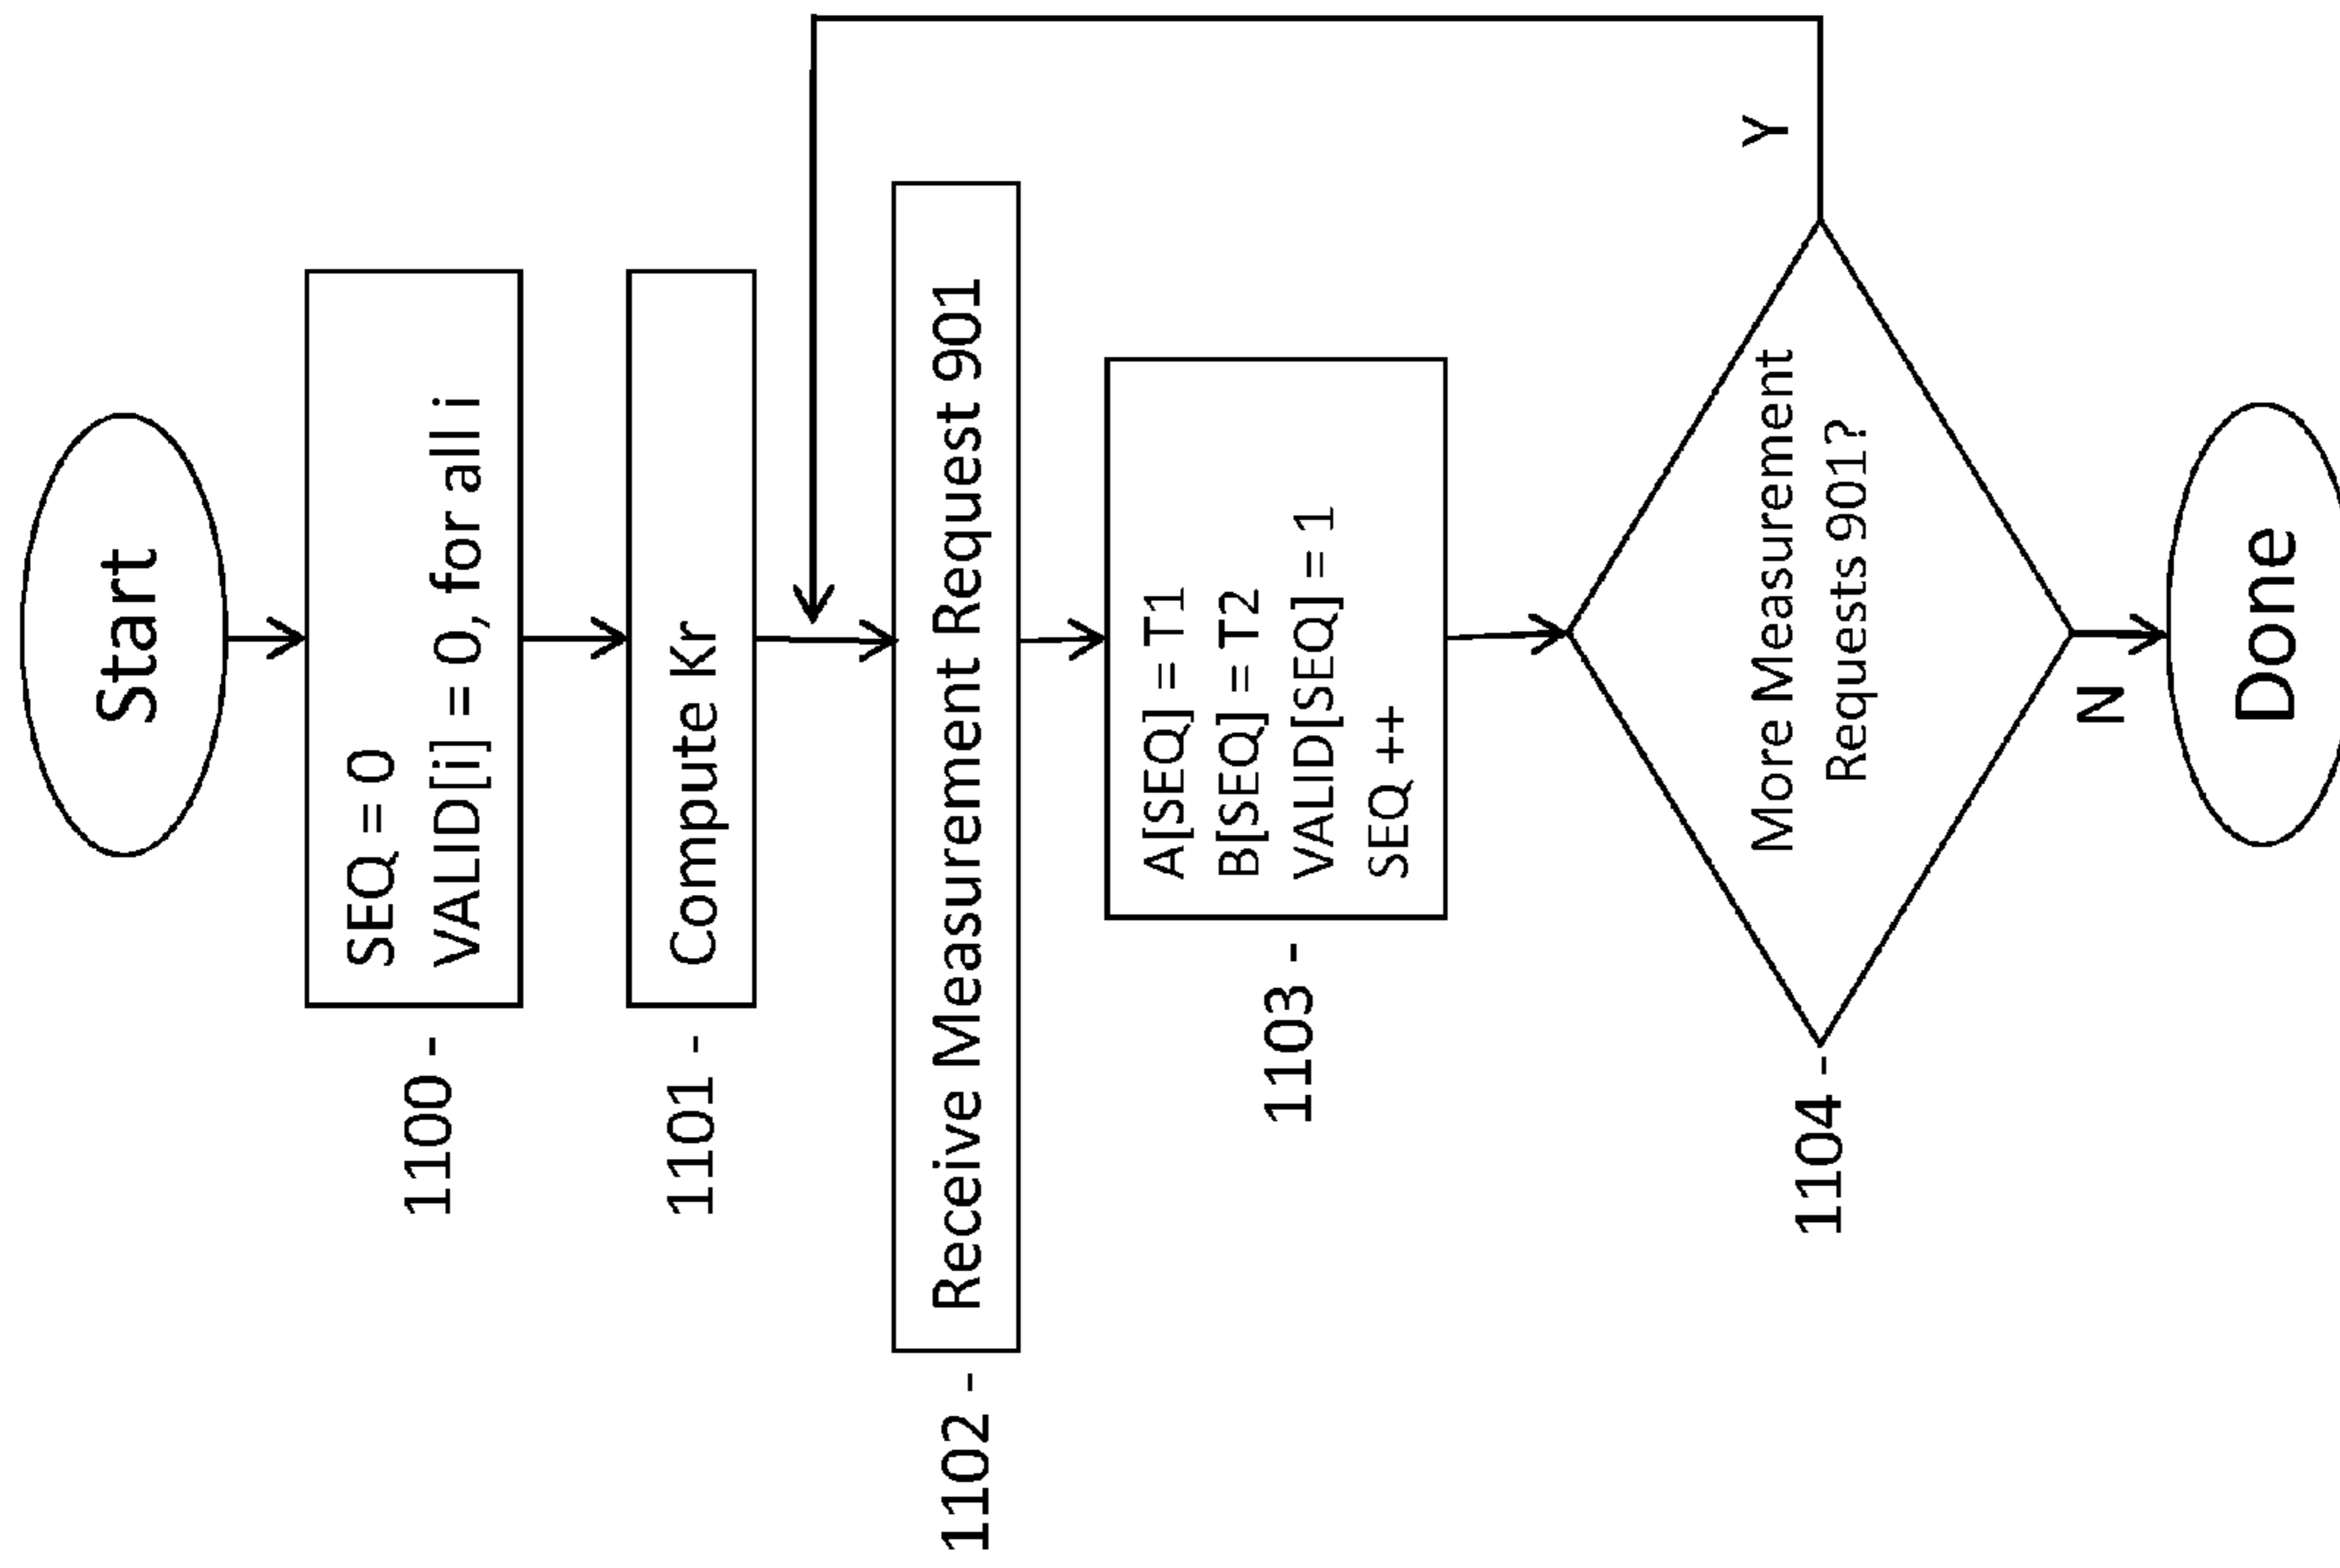 Start
1100 -
SEQ = 0
VALID[i] = 0, for all i
1101 -
Compute Kr
1102 -
Receive Measurement Request 901
1103 -
A[SEQ] = T1
B[SEQ] = T2
VALID[SEQ] = 1
SEQ ++
1104 -
More Measurement
Requests 901?
Y
N
Done